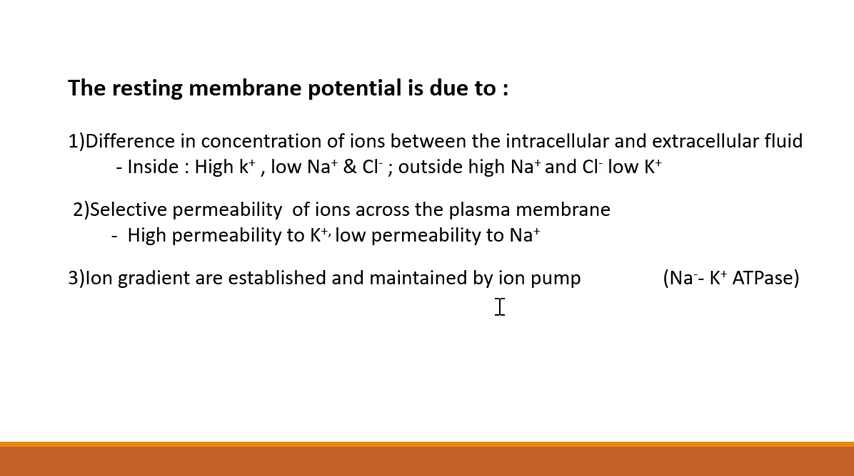 The resting membrane potential is due to :
1)Difference in concentration of ions between the intracellular and extracellular fluid
- Inside : High k⁺ , low Na⁺ & Cl⁻ ; outside high Na⁺ and Cl⁻ low K⁺
2)Selective permeability of ions across the plasma membrane
- High permeability to K⁺, low permeability to Na⁺
3)Ion gradient are established and maintained by ion pump (Na⁻- K⁺ ATPase)